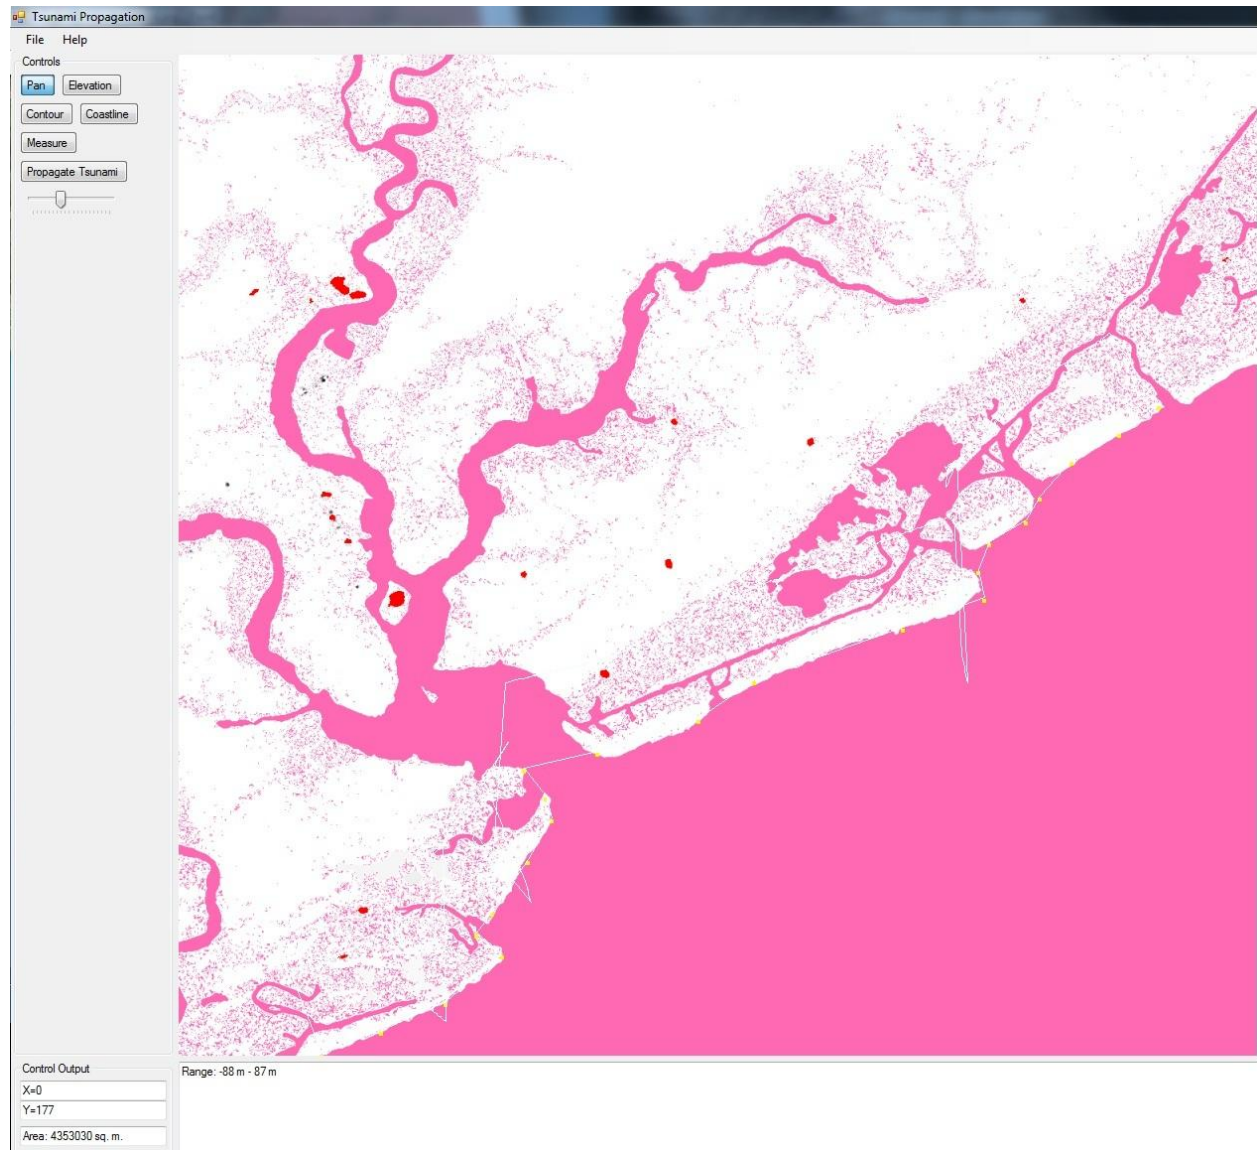 Tsunami Propagation
File Help
Controls
Pan Elevation
Contour Coastline
Measure
Propagate Tsunami
Control Output
X=0
Y=177
Area: 4353030 sq. m.
Range: -88 m - 87 m